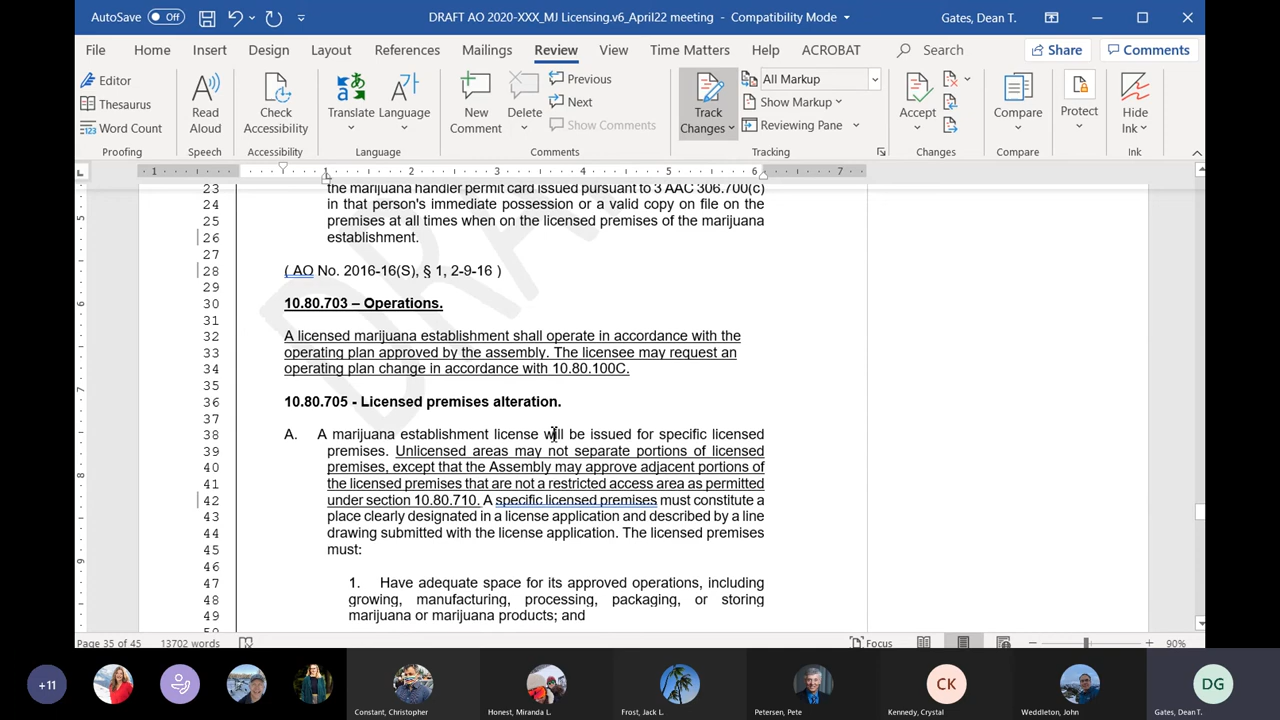 AutoSave Off DRAFT AO 2020-XXX_MJ Licensing.v6_April22 meeting - Compatibility Mode Gates, Dean T.
File Home Insert Design Layout References Mailings Review View Time Matters Help ACROBAT Search Share Comments
Editor
Thesaurus
Word Count
Proofing
Read
Aloud
Speech
Check
Accessibility
Accessibility
Translate Language
Language
New
Comment
Delete
Previous
Next
Show Comments
Comments
Track
Changes
All Markup
Show Markup
Reviewing Pane
Tracking
Accept
Changes
Compare
Compare
Protect
Hide
Ink
Ink
1 1 2 3 4 5 6 7
23 the marijuana handler permit card issued pursuant to 3 AAC 306.700(c)
24 in that person's immediate possession or a valid copy on file on the
25 premises at all times when on the licensed premises of the marijuana
26 establishment.
27
28 ( AO No. 2016-16(S), § 1, 2-9-16 )
29
30 10.80.703 – Operations.
31
32 A licensed marijuana establishment shall operate in accordance with the
33 operating plan approved by the assembly. The licensee may request an
34 operating plan change in accordance with 10.80.100C.
35
36 10.80.705 - Licensed premises alteration.
37
38 A. A marijuana establishment license will be issued for specific licensed
39 premises. Unlicensed areas may not separate portions of licensed
40 premises, except that the Assembly may approve adjacent portions of
41 the licensed premises that are not a restricted access area as permitted
42 under section 10.80.710. A specific licensed premises must constitute a
43 place clearly designated in a license application and described by a line
44 drawing submitted with the license application. The licensed premises
45 must:
46
47 1. Have adequate space for its approved operations, including
48 growing, manufacturing, processing, packaging, or storing
49 marijuana or marijuana products; and
50
DRAFT
5
6
7
9
Page 35 of 45 13702 words Focus 90%
+11 CK DG
Constant, Christopher Honest, Miranda L. Frost, Jack L. Petersen, Pete Kennedy, Crystal Weddleton, John Gates, Dean T.